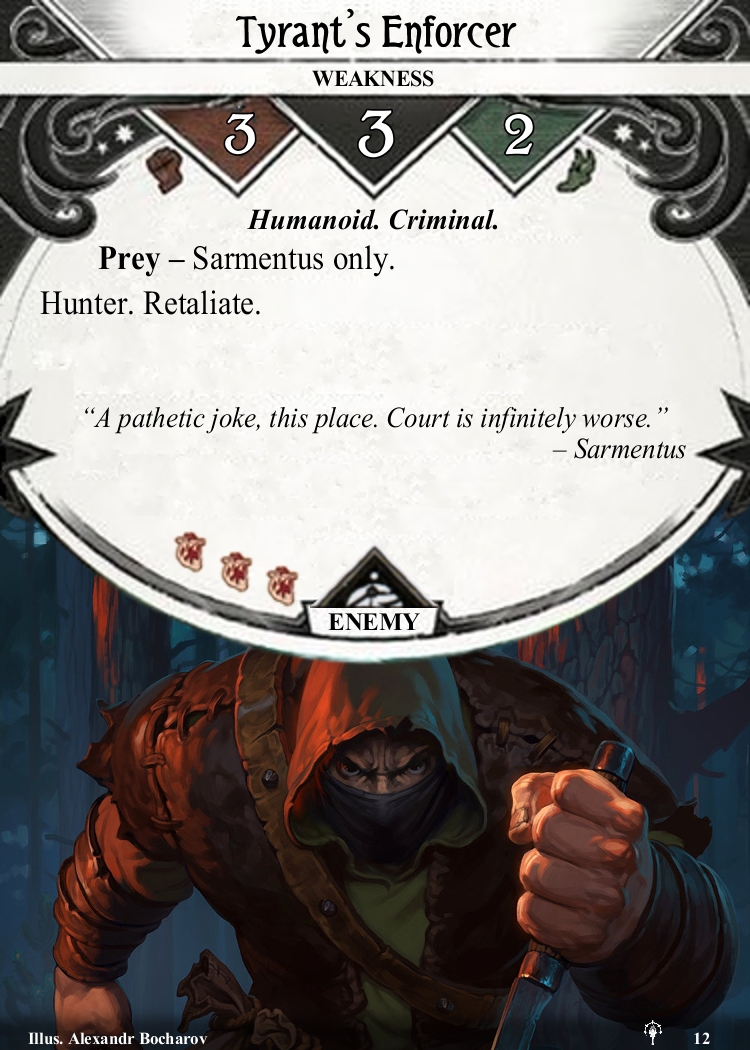 Tyrant's Enforcer
WEAKNESS
3 3 2
Humanoid. Criminal.
Prey – Sarmentus only.
Hunter. Retaliate.
“A pathetic joke, this place. Court is infinitely worse.”
– Sarmentus
ENEMY
Illus. Alexandr Bocharov 12